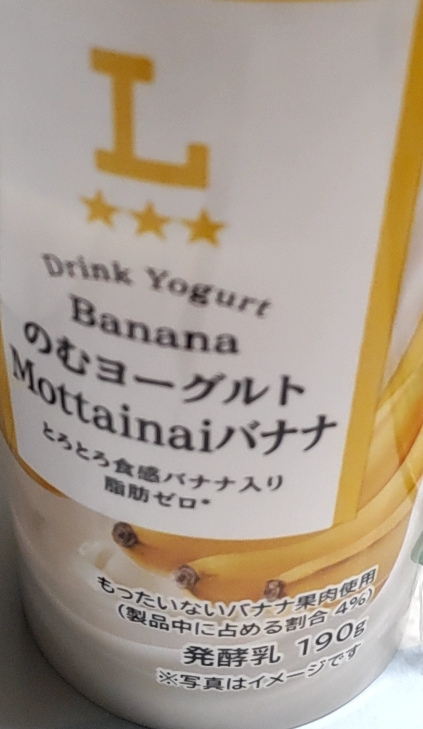 L
★★★
Drink Yogurt
Banana
のむヨーグルト
Mottainaiバナナ
とろとろ食感バナナ入り
脂肪ゼロ*
もったいないバナナ果肉使用
(製品中に占める割合 4%)
発酵乳 190g
※写真はイメージです